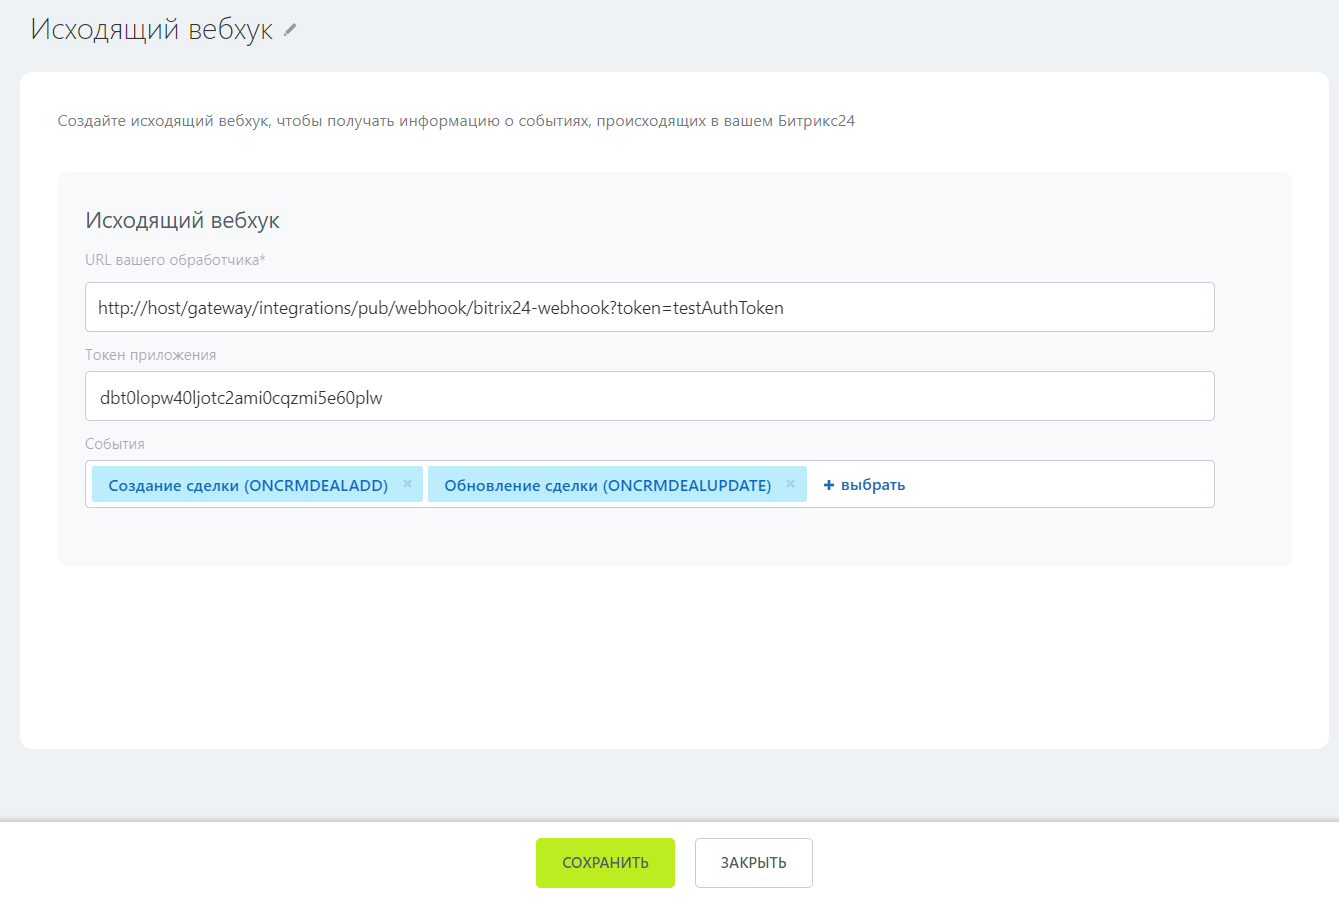 Исходящий вебхук
Создайте исходящий вебхук, чтобы получать информацию о событиях, происходящих в вашем Битрикс24
Исходящий вебхук
URL вашего обработчика*
http://host/gateway/integrations/pub/webhook/bitrix24-webhook?token=testAuthToken
Токен приложения
dbt0lopw40ljotc2ami0cqzmi5e60plw
События
Создание сделки (ONCRMDEALADD) × Обновление сделки (ONCRMDEALUPDATE) × + выбрать
СОХРАНИТЬ ЗАКРЫТЬ